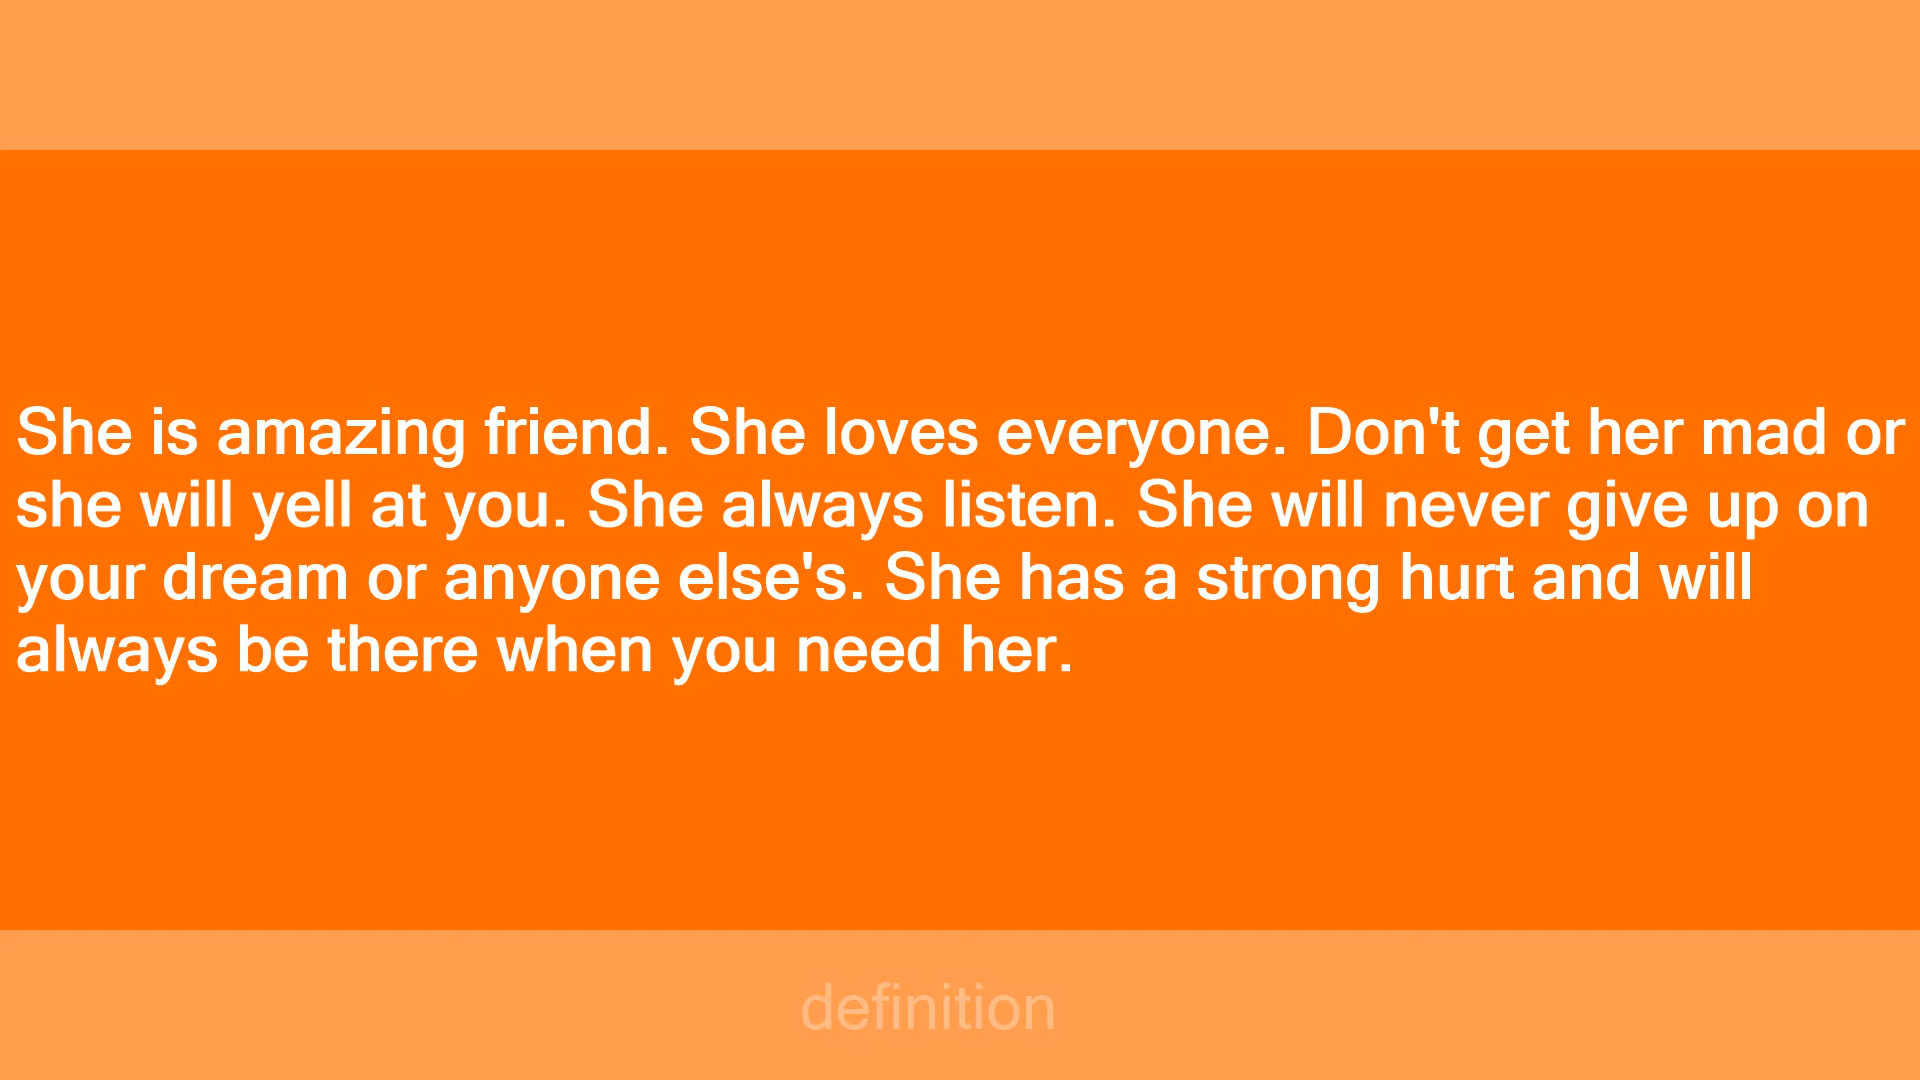 She is amazing friend. She loves everyone. Don't get her mad or
she will yell at you. She always listen. She will never give up on
your dream or anyone else's. She has a strong hurt and will
always be there when you need her.
definition